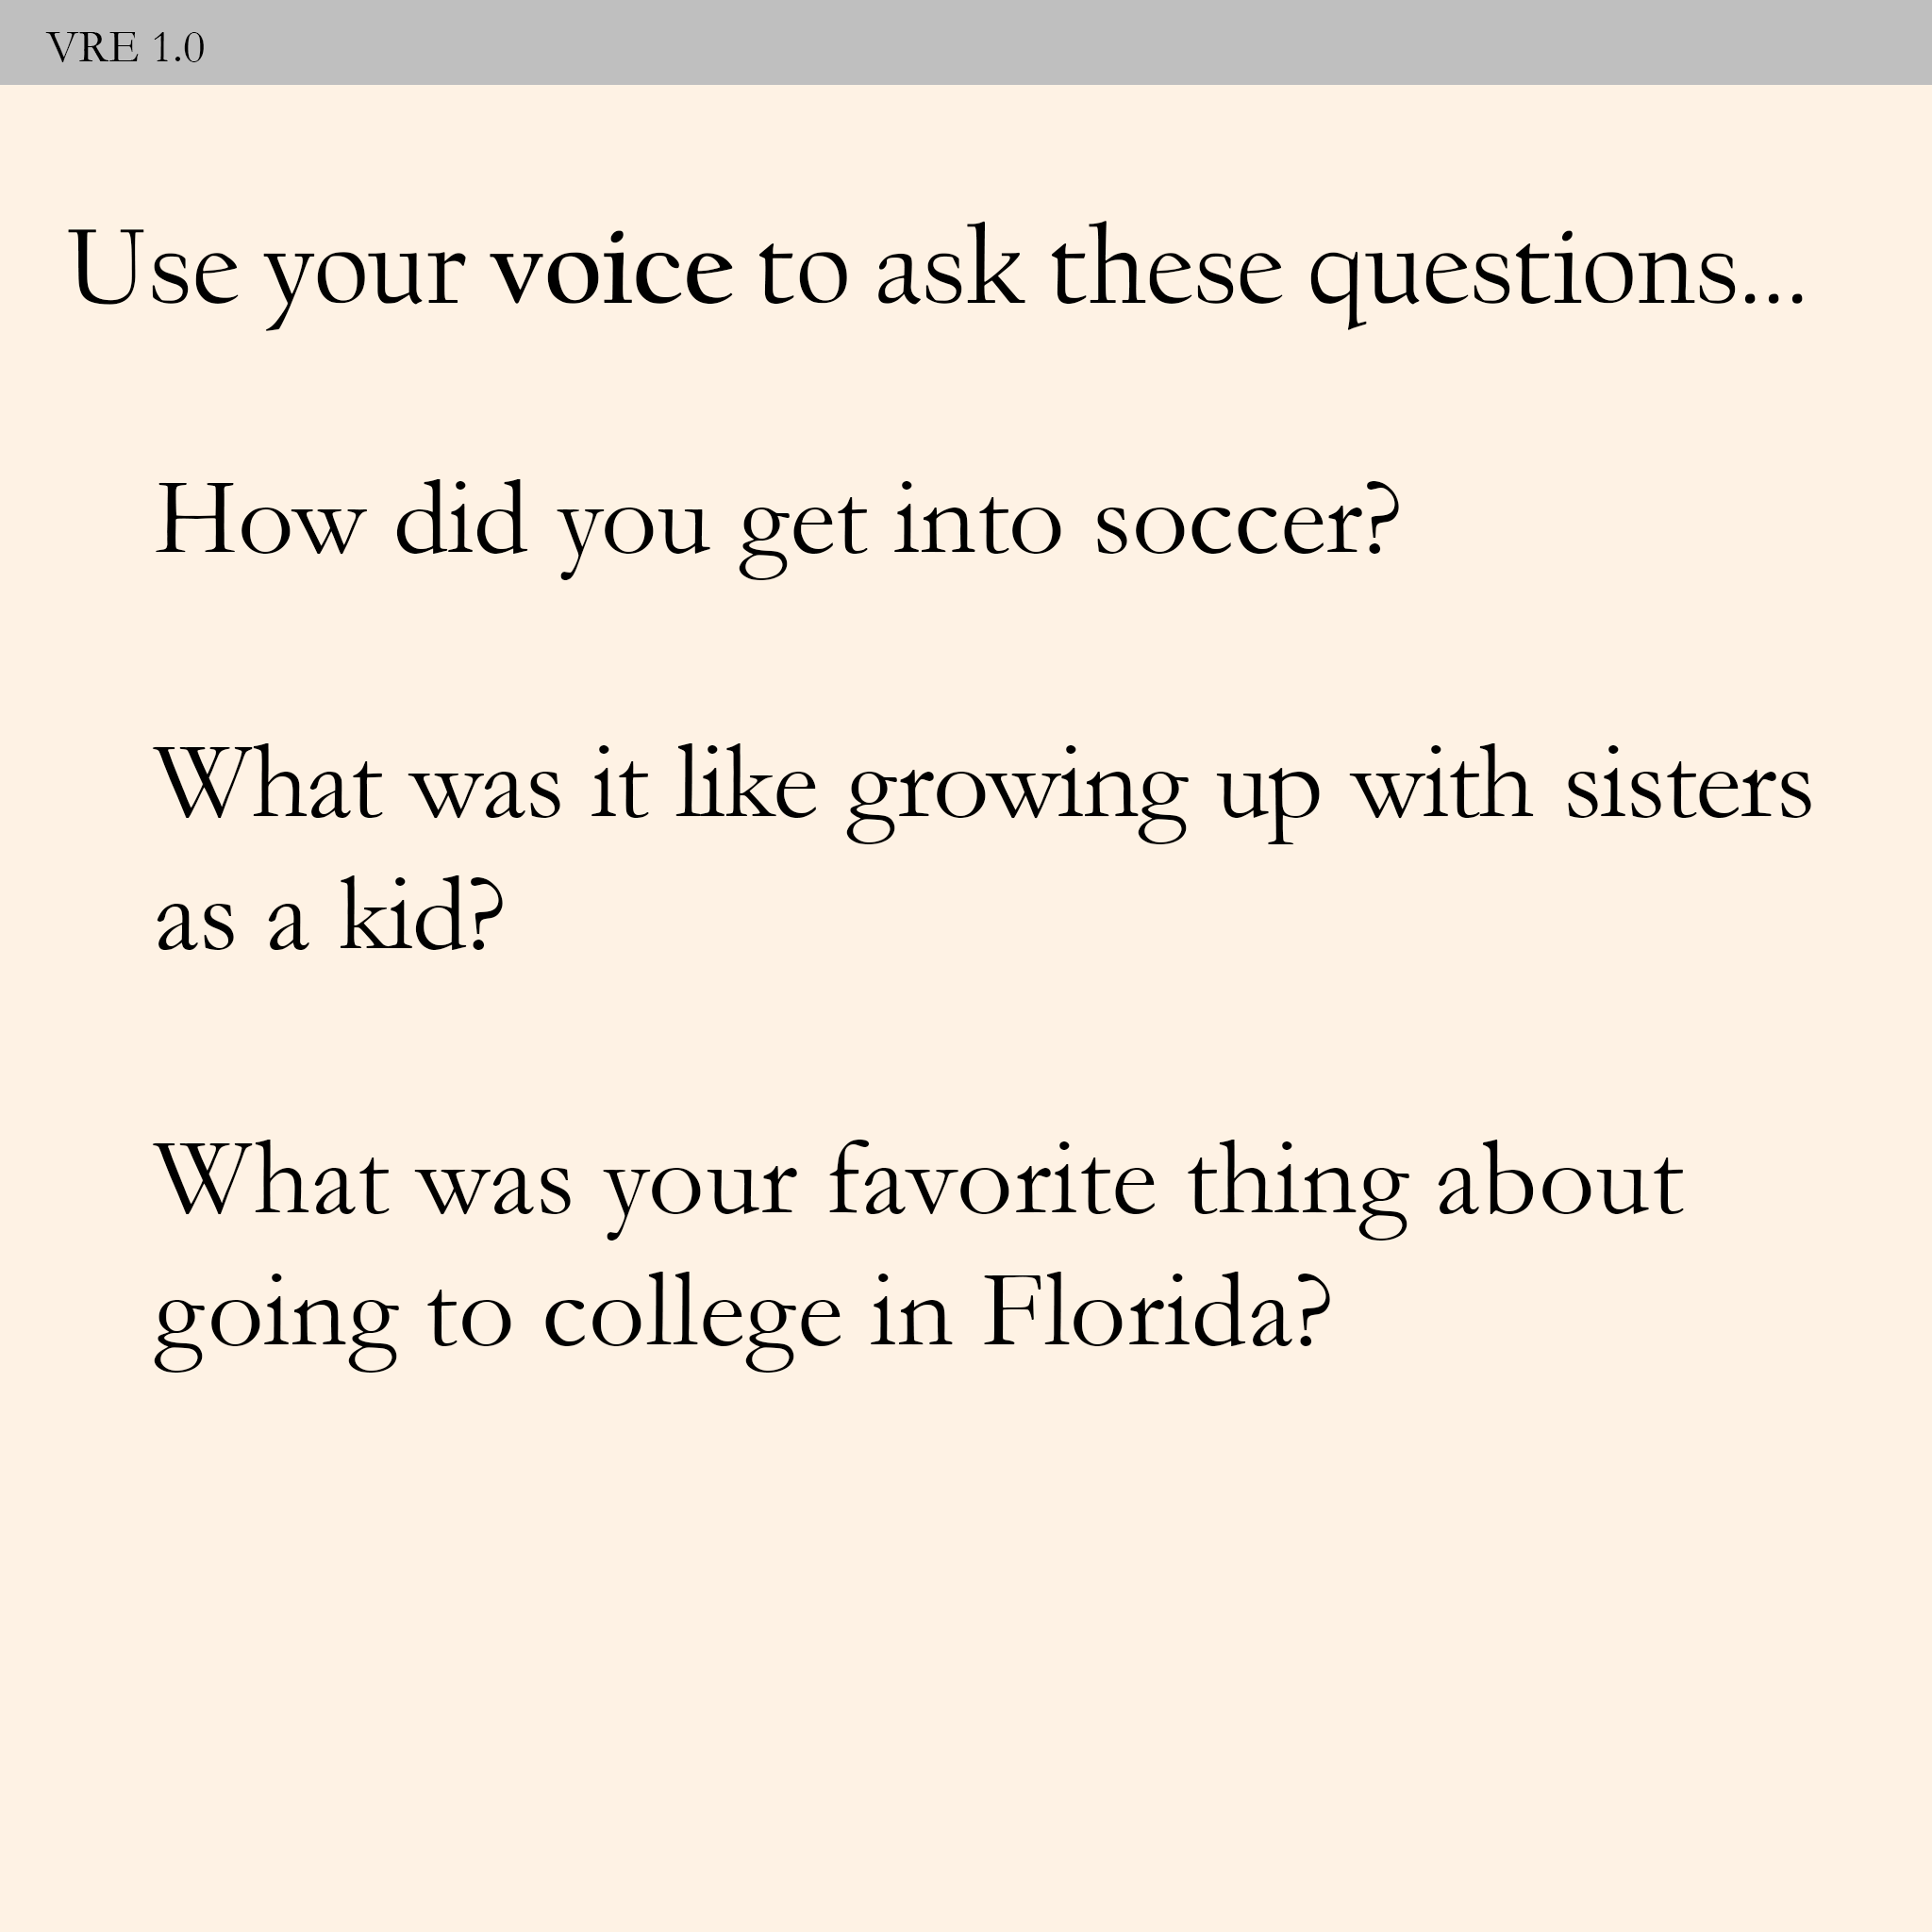 VRE 1.0
Use your voice to ask these questions...
How did you get into soccer?
What was it like growing up with sisters
as a kid?
What was your favorite thing about
going to college in Florida?